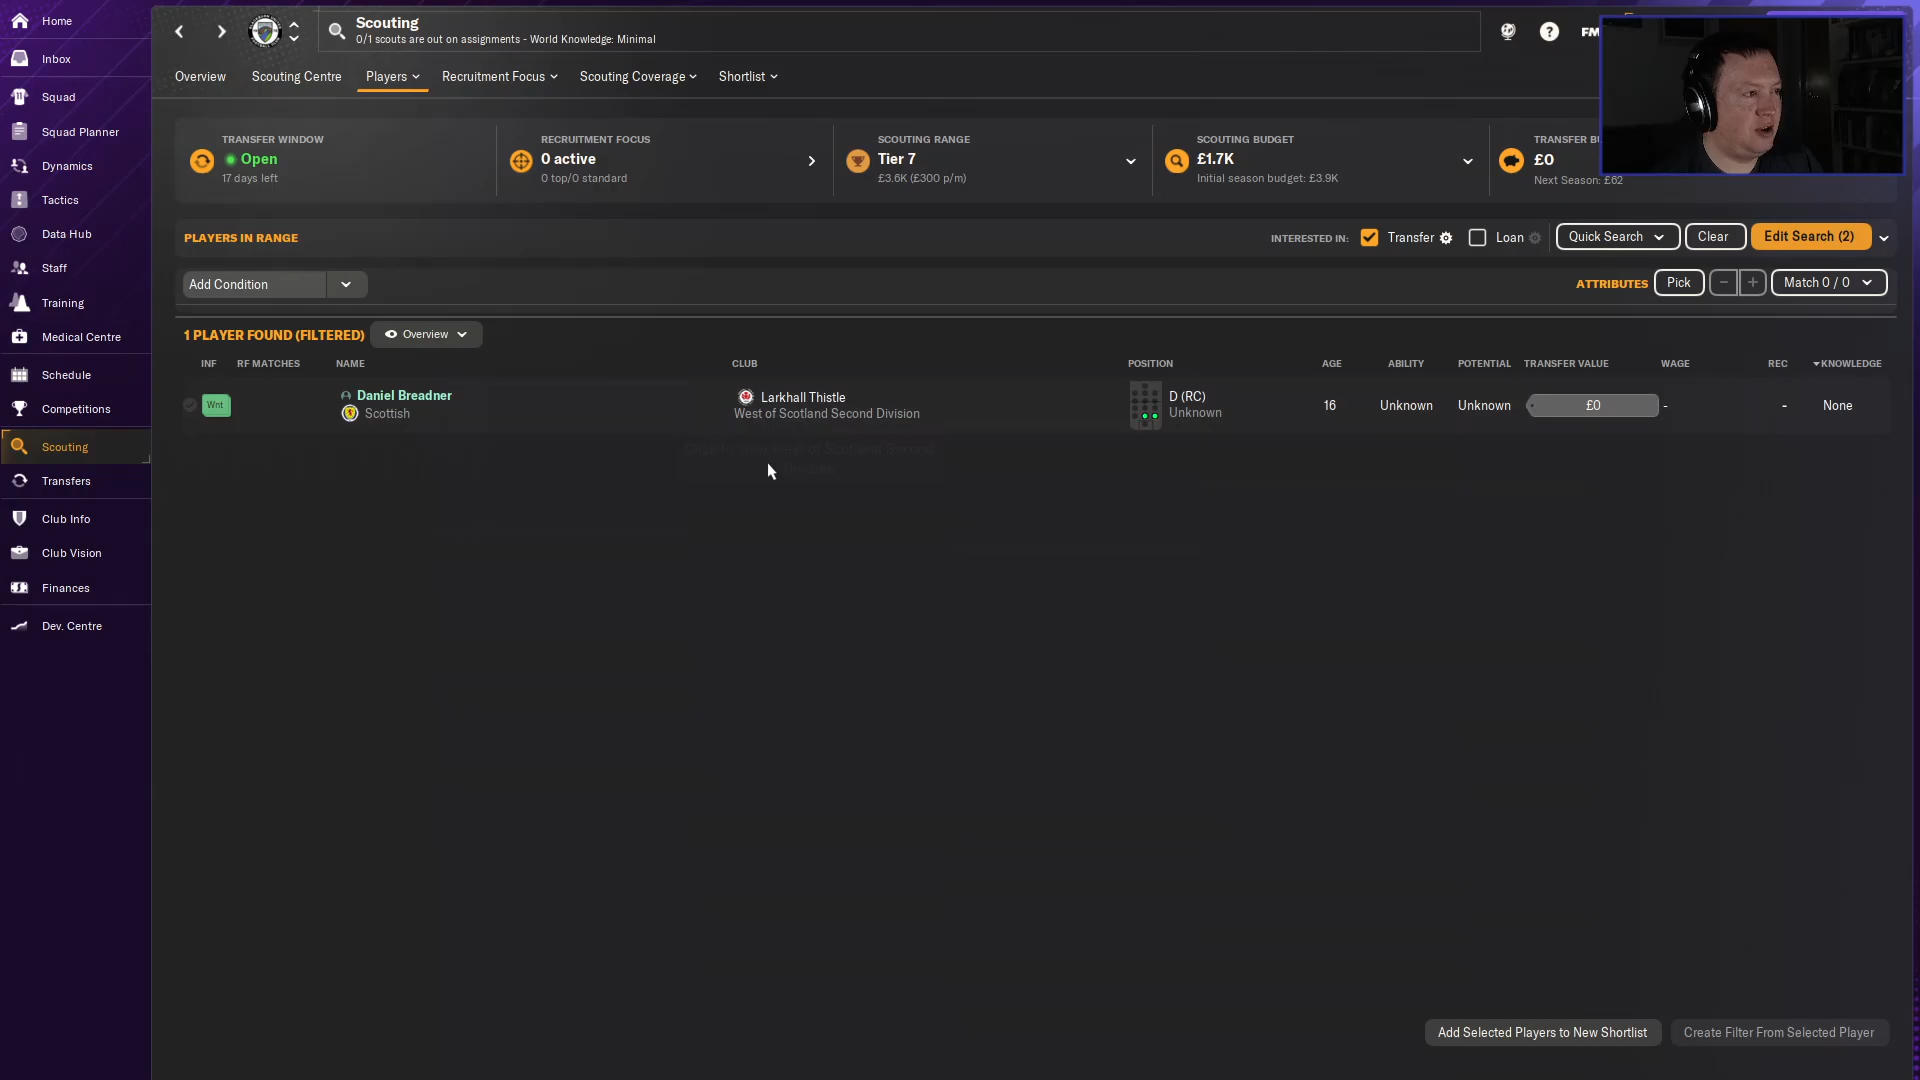 Home
Inbox
Squad
Squad Planner
Dynamics
Tactics
Data Hub
Staff
Training
Medical Centre
Schedule
Competitions
Scouting
Transfers
Club Info
Club Vision
Finances
Dev. Centre
Scouting
0/1 scouts are out on assignments - World Knowledge: Minimal
FM
Overview Scouting Centre Players Recruitment Focus Scouting Coverage Shortlist
TRANSFER WINDOW
Open
17 days left
RECRUITMENT FOCUS
0 active
0 top/0 standard
SCOUTING RANGE
Tier 7
£3.6K (£300 p/m)
SCOUTING BUDGET
£1.7K
Initial season budget: £3.9K
TRANSFER
£0
Next Season: £62
PLAYERS IN RANGE
INTERESTED IN: Transfer Loan Quick Search Clear Edit Search (2)
Add Condition
ATTRIBUTES Pick - + Match 0 / 0
1 PLAYER FOUND (FILTERED) Overview
INF RF MATCHES NAME CLUB POSITION AGE ABILITY POTENTIAL TRANSFER VALUE WAGE REC KNOWLEDGE
Wnt Daniel Breadner Larkhall Thistle D (RC) 16 Unknown Unknown £0 - - None
Scottish West of Scotland Second Division Unknown
Add Selected Players to New Shortlist Create Filter From Selected Player